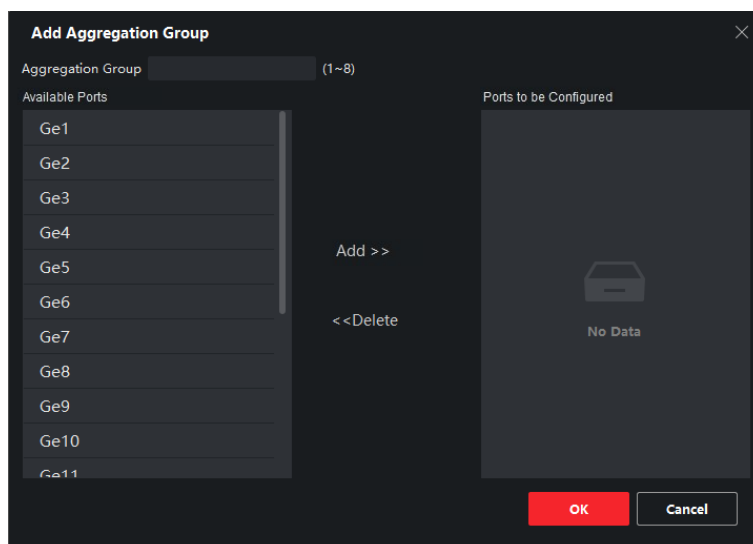 Add Aggregation Group
Aggregation Group (1~8)
Available Ports
Ports to be Configured
Ge1
Ge2
Ge3
Ge4
Ge5
Ge6
Ge7
Ge8
Ge9
Ge10
Ge11
Add >>
<<Delete
No Data
OK
Cancel